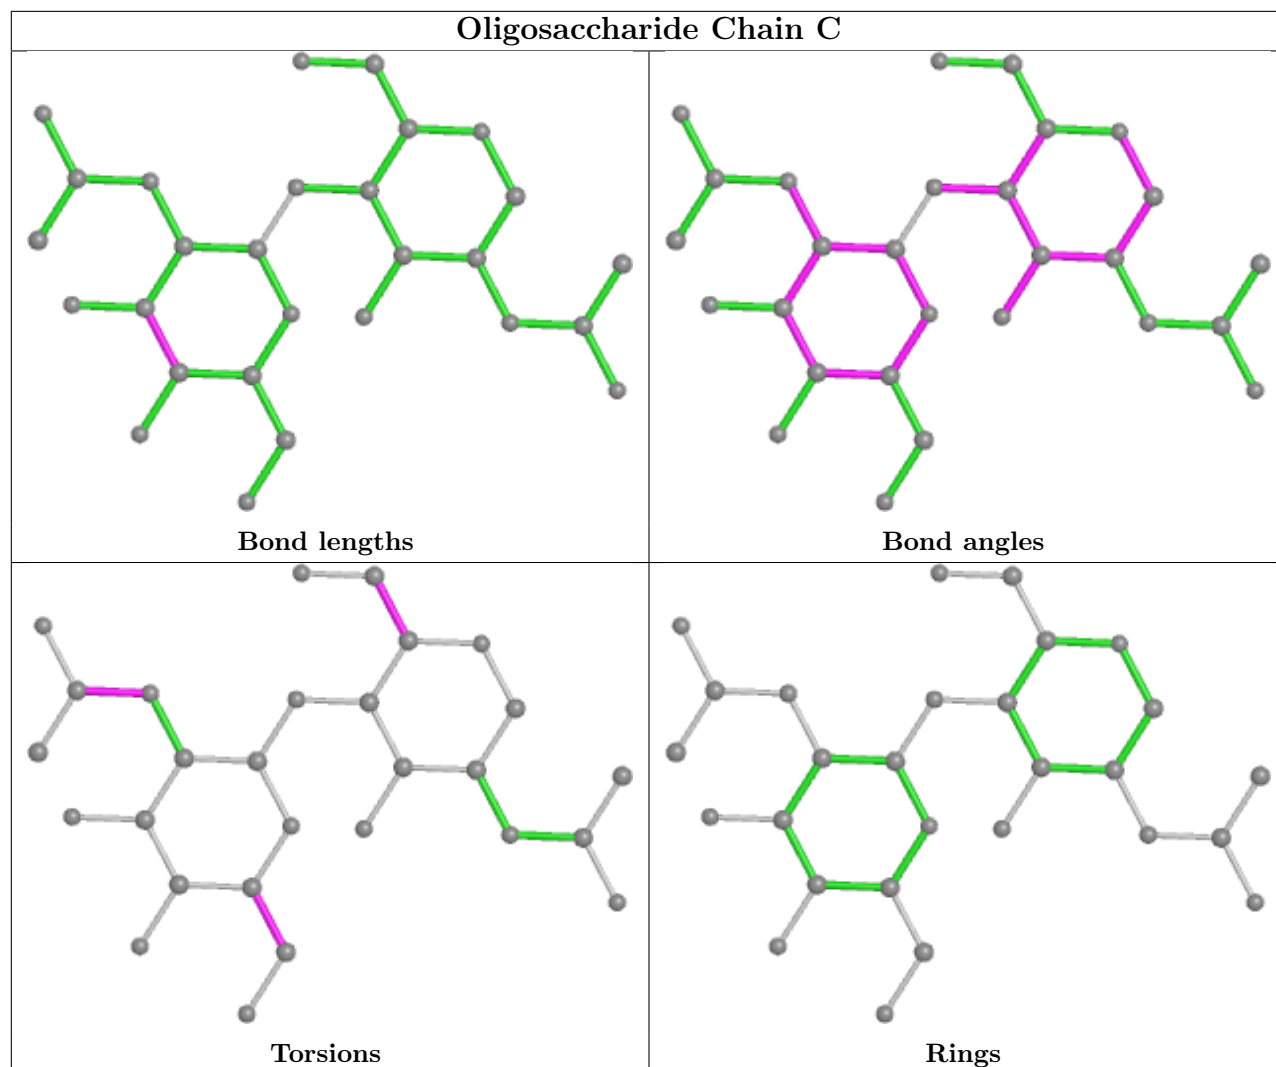 Oligosaccharide Chain C
Bond lengths
Bond angles
Torsions
Rings